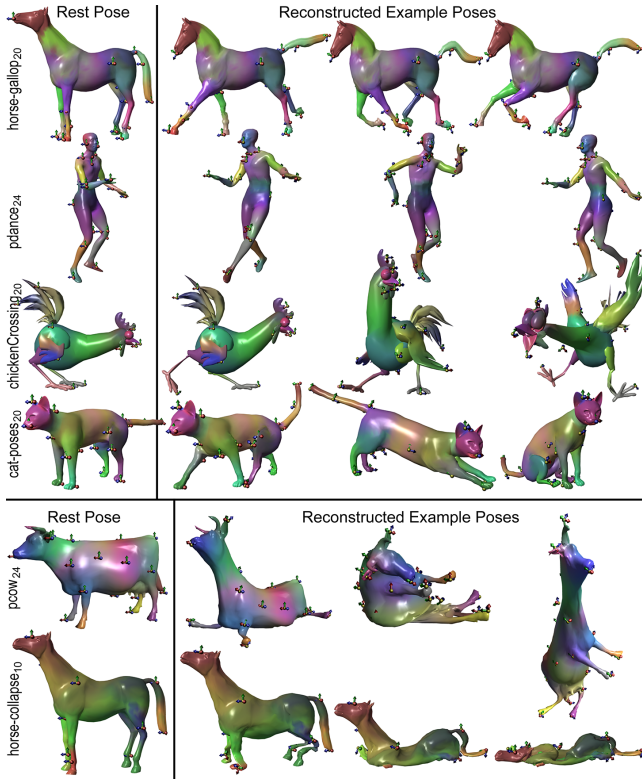 Rest Pose
Reconstructed Example Poses
horse-gallop20
pdance24
chickenCrossing20
cat-poses20
Rest Pose
Reconstructed Example Poses
pcow24
horse-collapse10